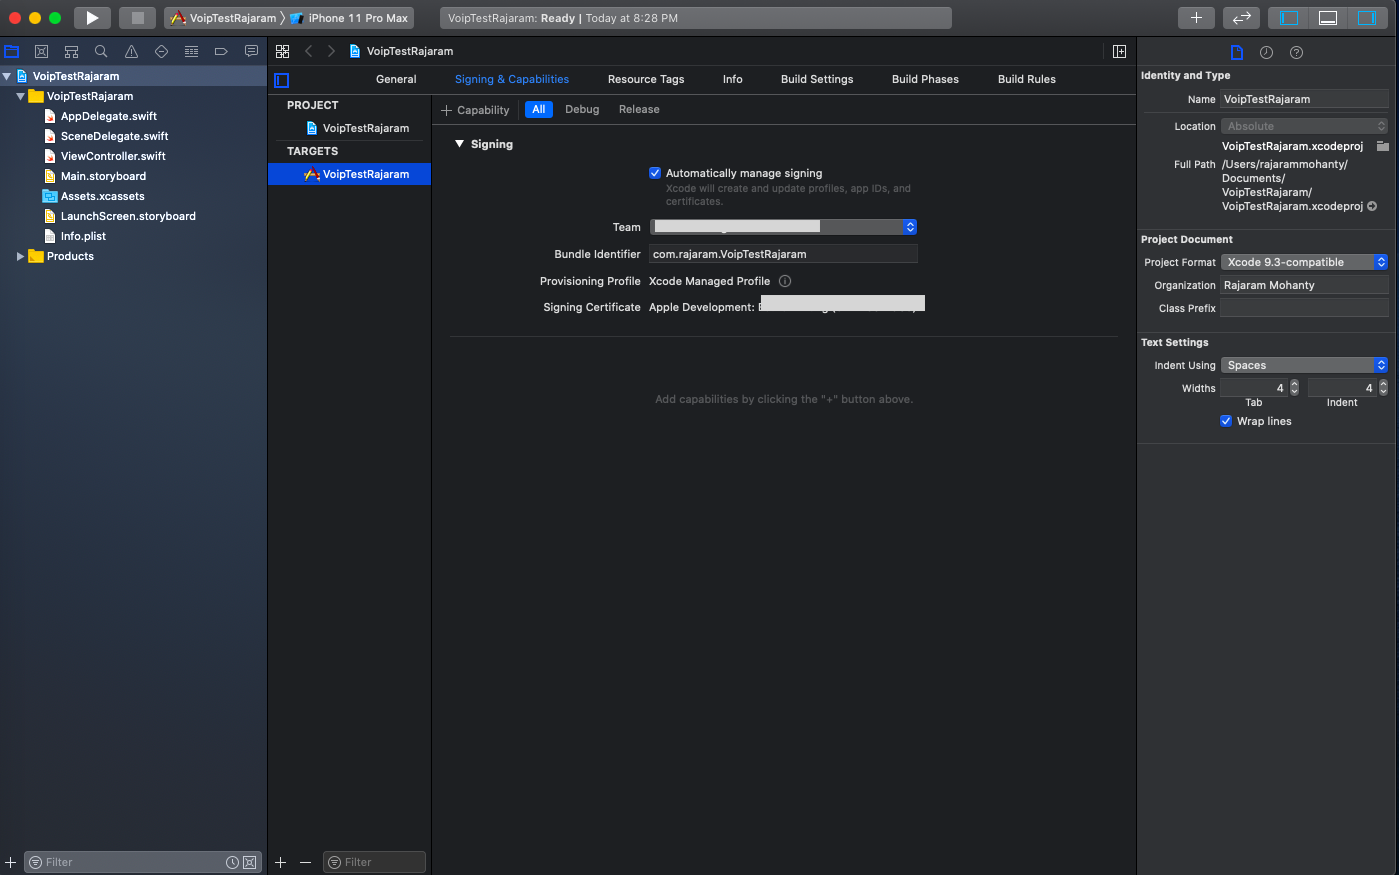 VoipTestRajaram
iPhone 11 Pro Max
VoipTestRajaram: Ready | Today at 8:28 PM
VoipTestRajaram
VoipTestRajaram
AppDelegate.swift
SceneDelegate.swift
ViewController.swift
Main.storyboard
Assets.xcassets
LaunchScreen.storyboard
Info.plist
Products
Filter
VoipTestRajaram
General
Signing & Capabilities
Resource Tags
Info
Build Settings
Build Phases
Build Rules
PROJECT
VoipTestRajaram
TARGETS
VoipTestRajaram
Filter
+ Capability
All
Debug
Release
Signing
Automatically manage signing
Xcode will create and update profiles, app IDs, and
certificates.
Team
Bundle Identifier com.rajaram.VoipTestRajaram
Provisioning Profile Xcode Managed Profile
Signing Certificate Apple Development:
Add capabilities by clicking the "+" button above.
Identity and Type
Name VoipTestRajaram
Location Absolute
VoipTestRajaram.xcodeproj
Full Path /Users/rajarammohanty/
Documents/
VoipTestRajaram/
VoipTestRajaram.xcodeproj
Project Document
Project Format Xcode 9.3-compatible
Organization Rajaram Mohanty
Class Prefix
Text Settings
Indent Using Spaces
Widths 4 4
Tab Indent
Wrap lines